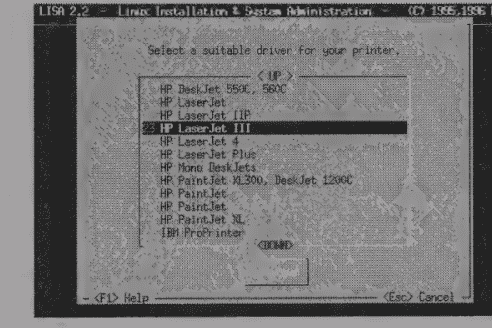 LISA 2.2 - Linux Installation & System Administration - (C) 1995,1996
Select a suitable driver for your printer.
< UP >
HP DeskJet 550C, 560C
HP LaserJet
HP LaserJet IIP
HP LaserJet III
HP LaserJet 4
HP LaserJet Plus
HP Mono DeskJets
HP PaintJet XL300, DeskJet 1200C
HP PaintJet
HP PaintJet
HP PaintJet XL
IBM ProPrinter
<DOWN>
<F1> Help <Esc> Cancel